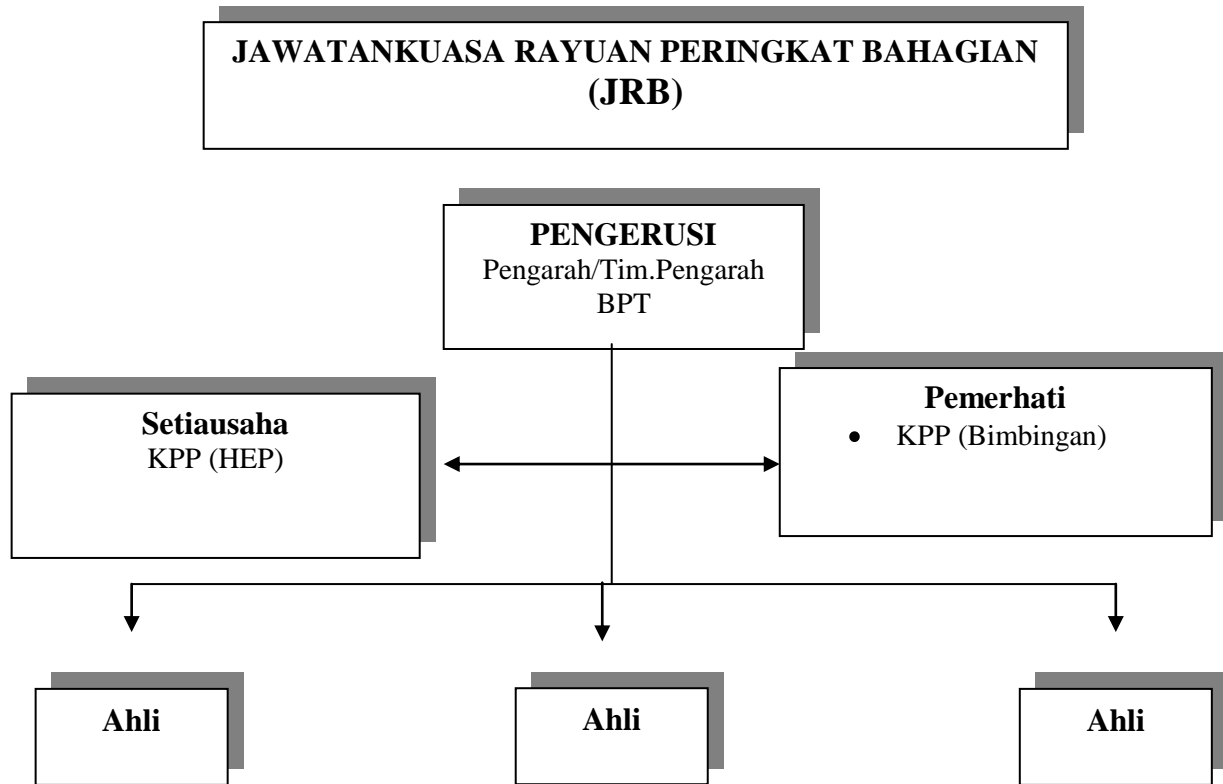 JAWATANKUASA RAYUAN PERINGKAT BAHAGIAN
(JRB)
PENGERUSI
Pengarah/Tim.Pengarah
BPT
Setiausaha
KPP (HEP)
Pemerhati
• KPP (Bimbingan)
Ahli
Ahli
Ahli